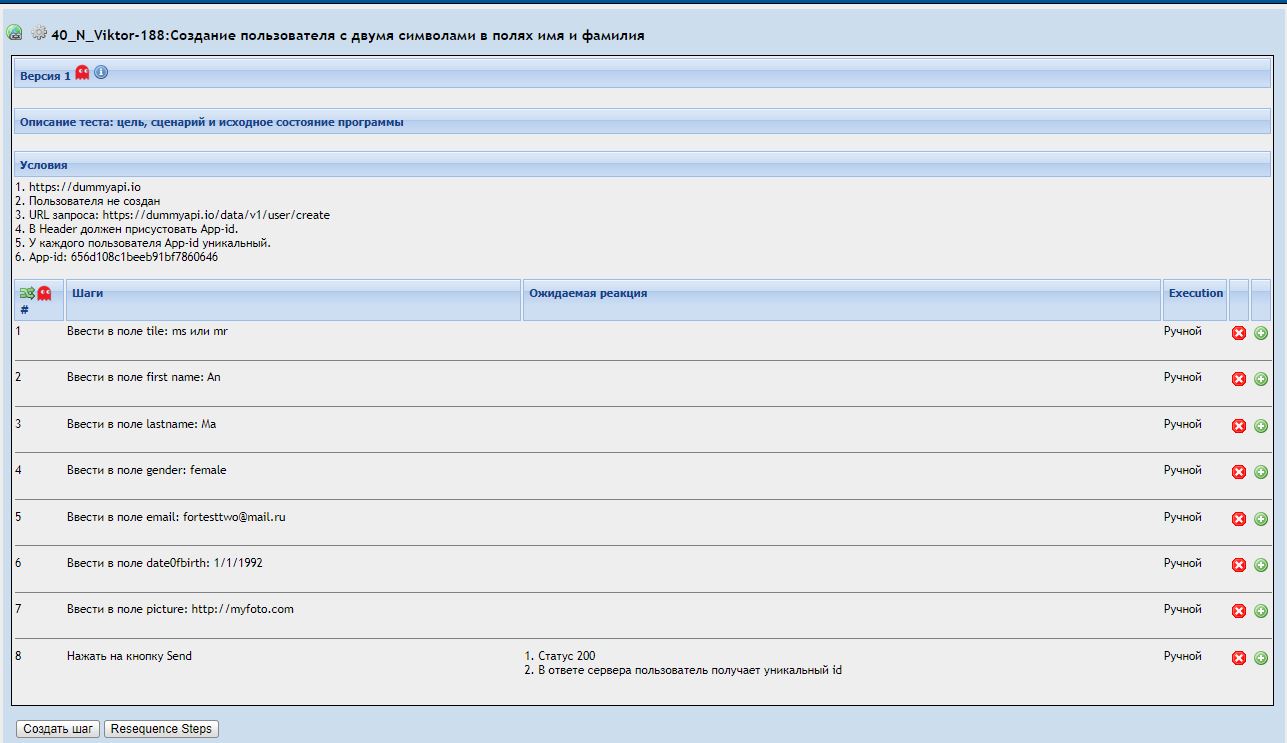 40_N_Viktor-188:Создание пользователя с двумя символами в полях имя и фамилия
Версия 1
Описание теста: цель, сценарий и исходное состояние программы
Условия
1. https://dummyapi.io
2. Пользователя не создан
3. URL запроса: https://dummyapi.io/data/v1/user/create
4. В Header должен присустовать App-id.
5. У каждого пользователя App-id уникальный.
6. App-id: 656d108c1beeb91bf7860646
# Шаги Ожидаемая реакция Execution
1 Ввести в поле tile: ms или mr Ручной
2 Ввести в поле first name: An Ручной
3 Ввести в поле lastname: Ma Ручной
4 Ввести в поле gender: female Ручной
5 Ввести в поле email: fortesttwo@mail.ru Ручной
6 Ввести в поле date0fbirth: 1/1/1992 Ручной
7 Ввести в поле picture: http://myfoto.com Ручной
8 Нажать на кнопку Send 1. Статус 200 Ручной
2. В ответе сервера пользователь получает уникальный id
Создать шаг Resequence Steps